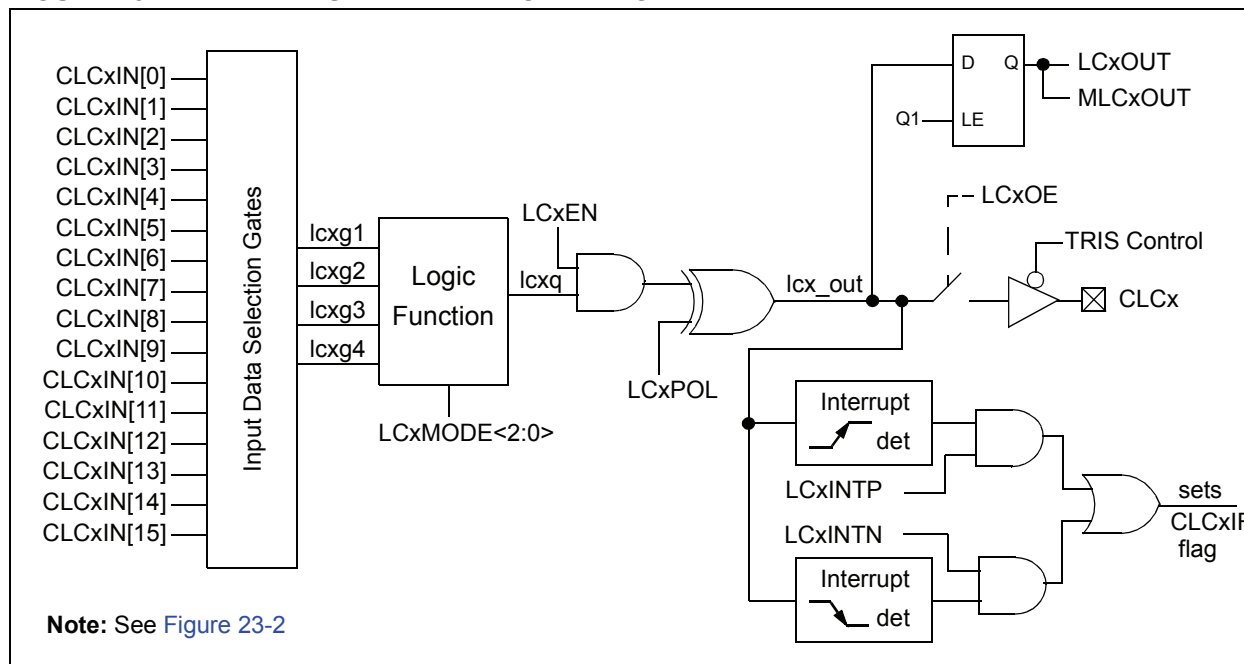 CLCxIN[0]
CLCxIN[1]
CLCxIN[2]
CLCxIN[3]
CLCxIN[4]
CLCxIN[5]
CLCxIN[6]
CLCxIN[7]
CLCxIN[8]
CLCxIN[9]
CLCxIN[10]
CLCxIN[11]
CLCxIN[12]
CLCxIN[13]
CLCxIN[14]
CLCxIN[15]
Input Data Selection Gates
lcxg1
lcxg2
lcxg3
lcxg4
Logic
Function
LCxMODE<2:0>
lcxq
LCxEN
LCxPOL
lcx_out
D
Q
Q1
LE
LCxOUT
MLCxOUT
LCxOE
TRIS Control
CLCx
Interrupt
det
LCxINTP
LCxINTN
Interrupt
det
sets
CLCxIF
flag
Note: See Figure 23-2